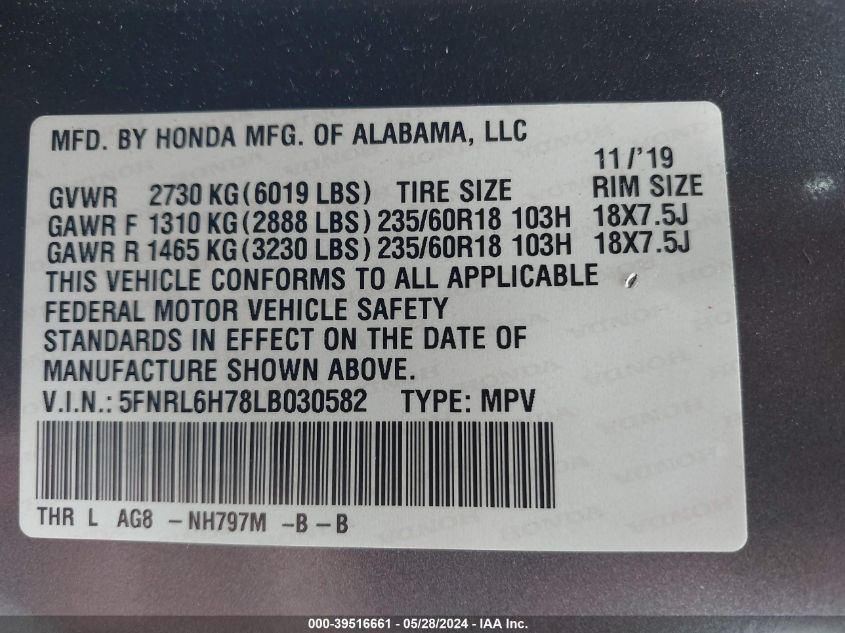 MFD. BY HONDA MFG. OF ALABAMA, LLC
11/'19
GVWR 2730 KG(6019 LBS) TIRE SIZE RIM SIZE
GAWR F 1310 KG(2888 LBS) 235/60R18 103H 18X7.5J
GAWR R 1465 KG(3230 LBS) 235/60R18 103H 18X7.5J
THIS VEHICLE CONFORMS TO ALL APPLICABLE
FEDERAL MOTOR VEHICLE SAFETY
STANDARDS IN EFFECT ON THE DATE OF
MANUFACTURE SHOWN ABOVE.
V.I.N.: 5FNRL6H78LB030582 TYPE: MPV
THR L AG8 -NH797M -B-B
000-39516661 - 05/28/2024 - IAA Inc.